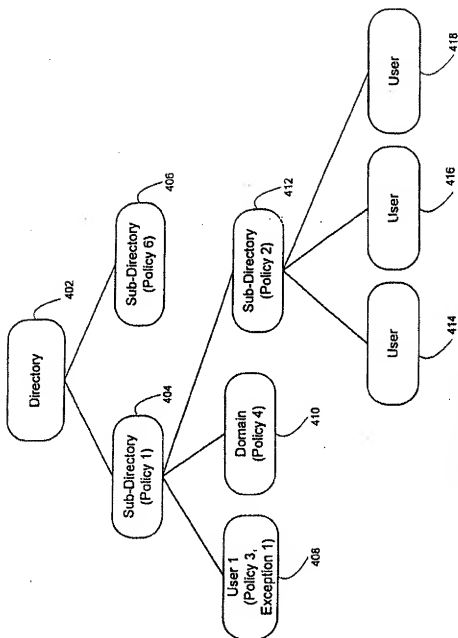 Directory
402
Sub-Directory
(Policy 1)
404
Sub-Directory
(Policy 6)
406
User 1
(Policy 3,
Exception 1)
408
Domain
(Policy 4)
410
Sub-Directory
(Policy 2)
412
User
414
User
416
User
418